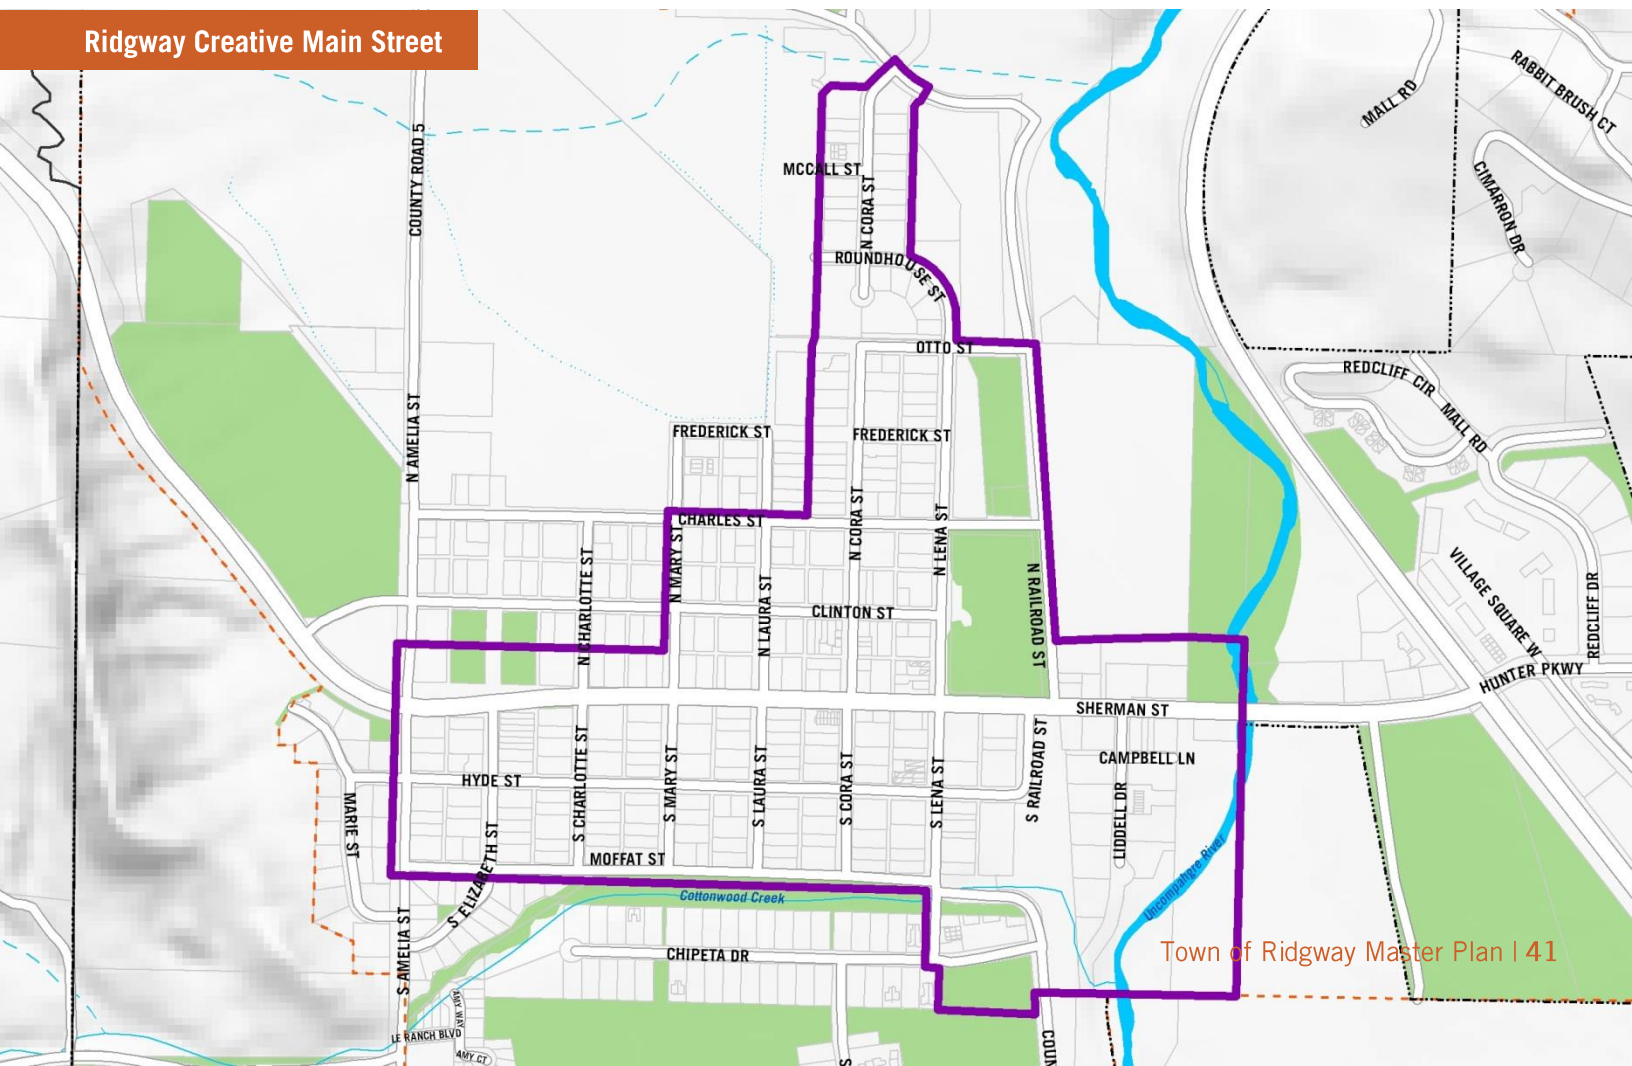 Ridgway Creative Main Street
COUNTY ROAD 5
MALL RD
RABBIT BRUSH CT
CIMARRON DR
MCCALL ST
N CORA ST
ROUNDHOUSE ST
OTTO ST
REDCLIFF CIR
MALL RD
N AMELIA ST
FREDERICK ST
FREDERICK ST
CHARLES ST
N CORA ST
N LENA ST
N MARY ST
N CHARLOTTE ST
N LAURA ST
CLINTON ST
N RAILROAD ST
VILLAGE SQUARE W
REDCLIFF DR
HUNTER PKWY
SHERMAN ST
CAMPBELL LN
HYDE ST
S CHARLOTTE ST
S MARY ST
S LAURA ST
S CORA ST
S LENA ST
S RAILROAD ST
LIDDELL DR
MARIE ST
S ELIZABETH ST
MOFFAT ST
Cottonwood Creek
Uncompahgre River
S AMELIA ST
CHIPETA DR
Town of Ridgway Master Plan | 41
AMY WAY
LE RANCH BLVD
AMY CT
S
COUN